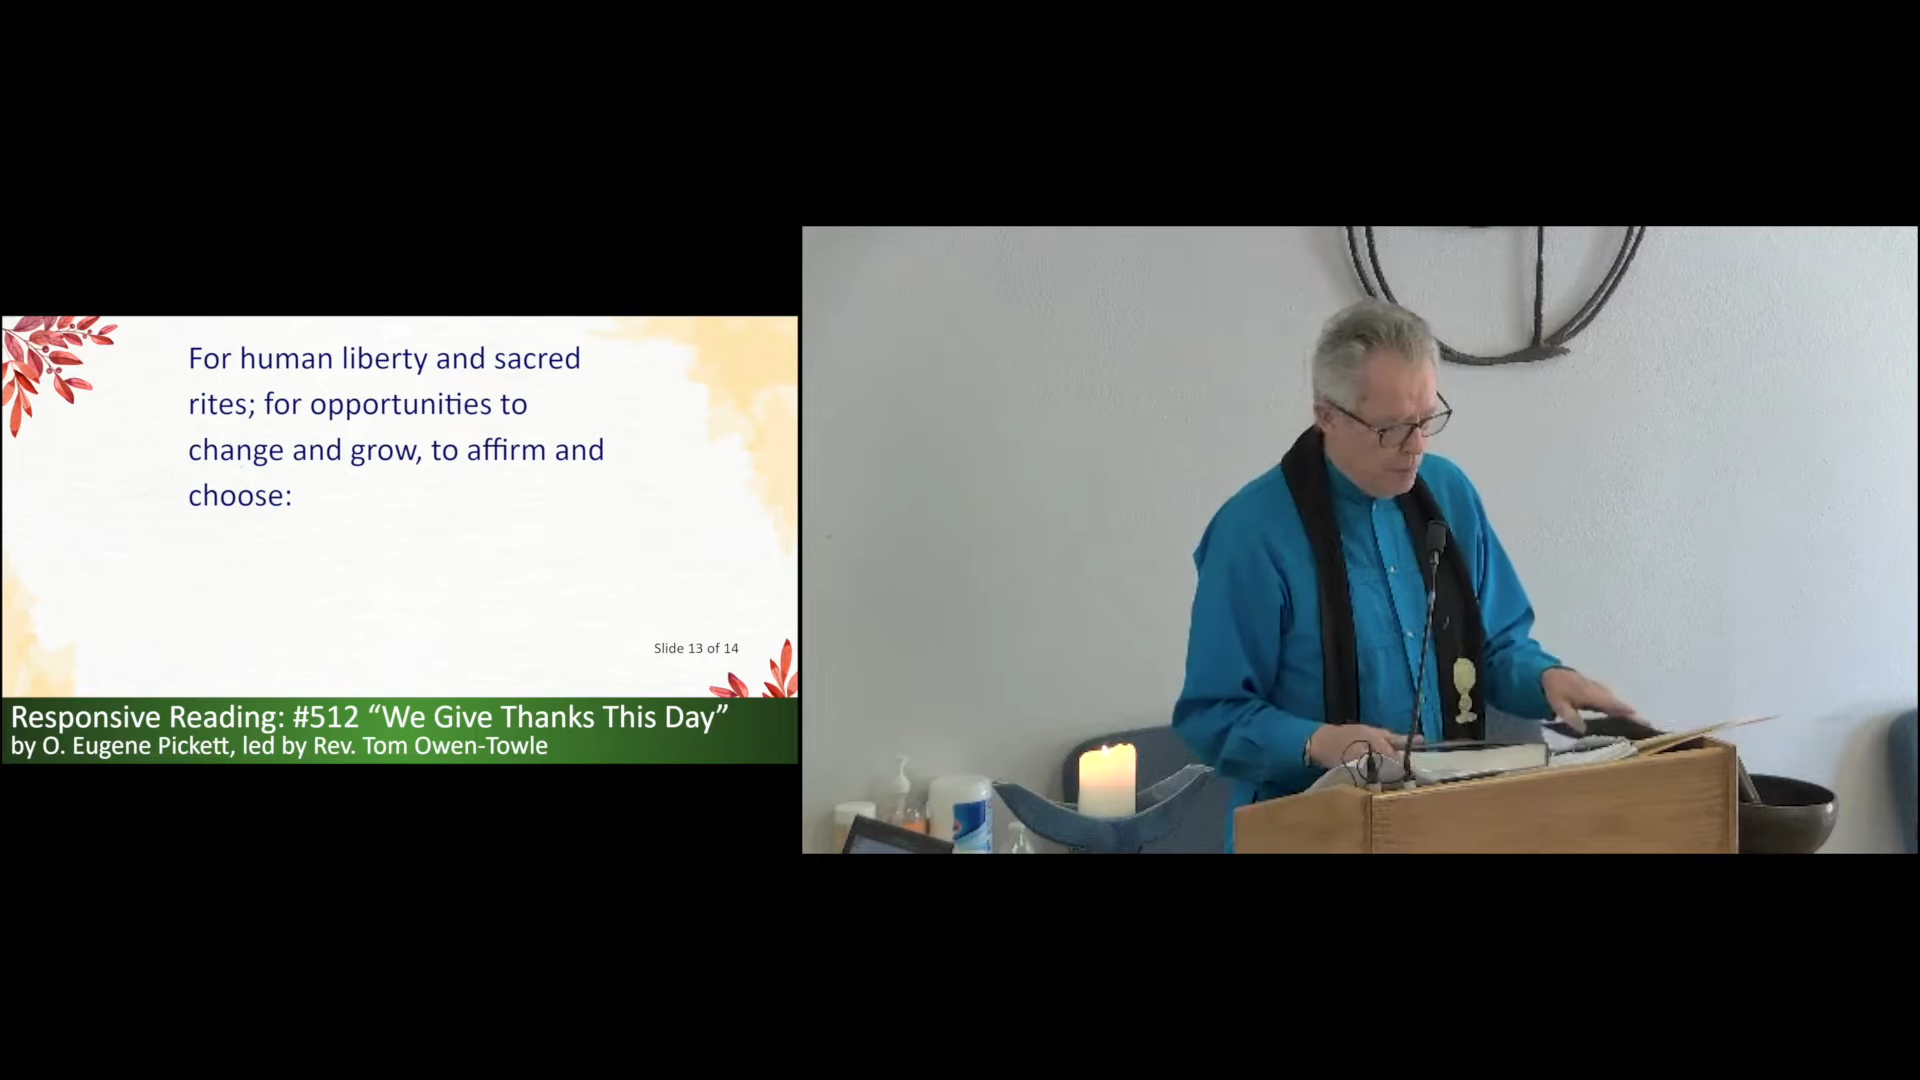 For human liberty and sacred
rites; for opportunities to
change and grow, to affirm and
choose:
Slide 13 of 14
Responsive Reading: #512 “We Give Thanks This Day”
by O. Eugene Pickett, led by Rev. Tom Owen-Towle